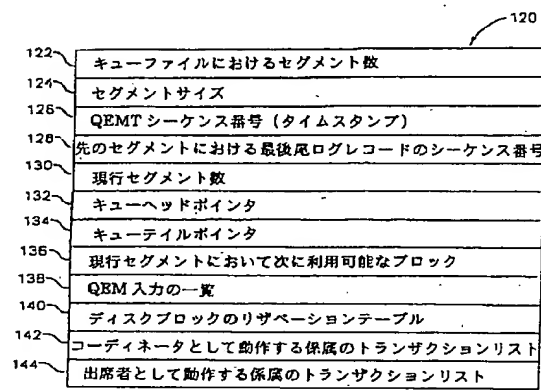 120
122 キューファイルにおけるセグメント数
124 セグメントサイズ
126 QEMT シーケンス番号 (タイムスタンプ)
128 先のセグメントにおける最後尾ログレコードのシーケンス番号
130 現行セグメント数
132 キューヘッドポインタ
134 キューテイルポインタ
136 現行セグメントにおいて次に利用可能なブロック
138 QEM 入力の一覧
140 ディスクブロックのリザベーションテーブル
142 コーディネータとして動作する係属のトランザクションリスト
144 出席者として動作する係属のトランザクションリスト